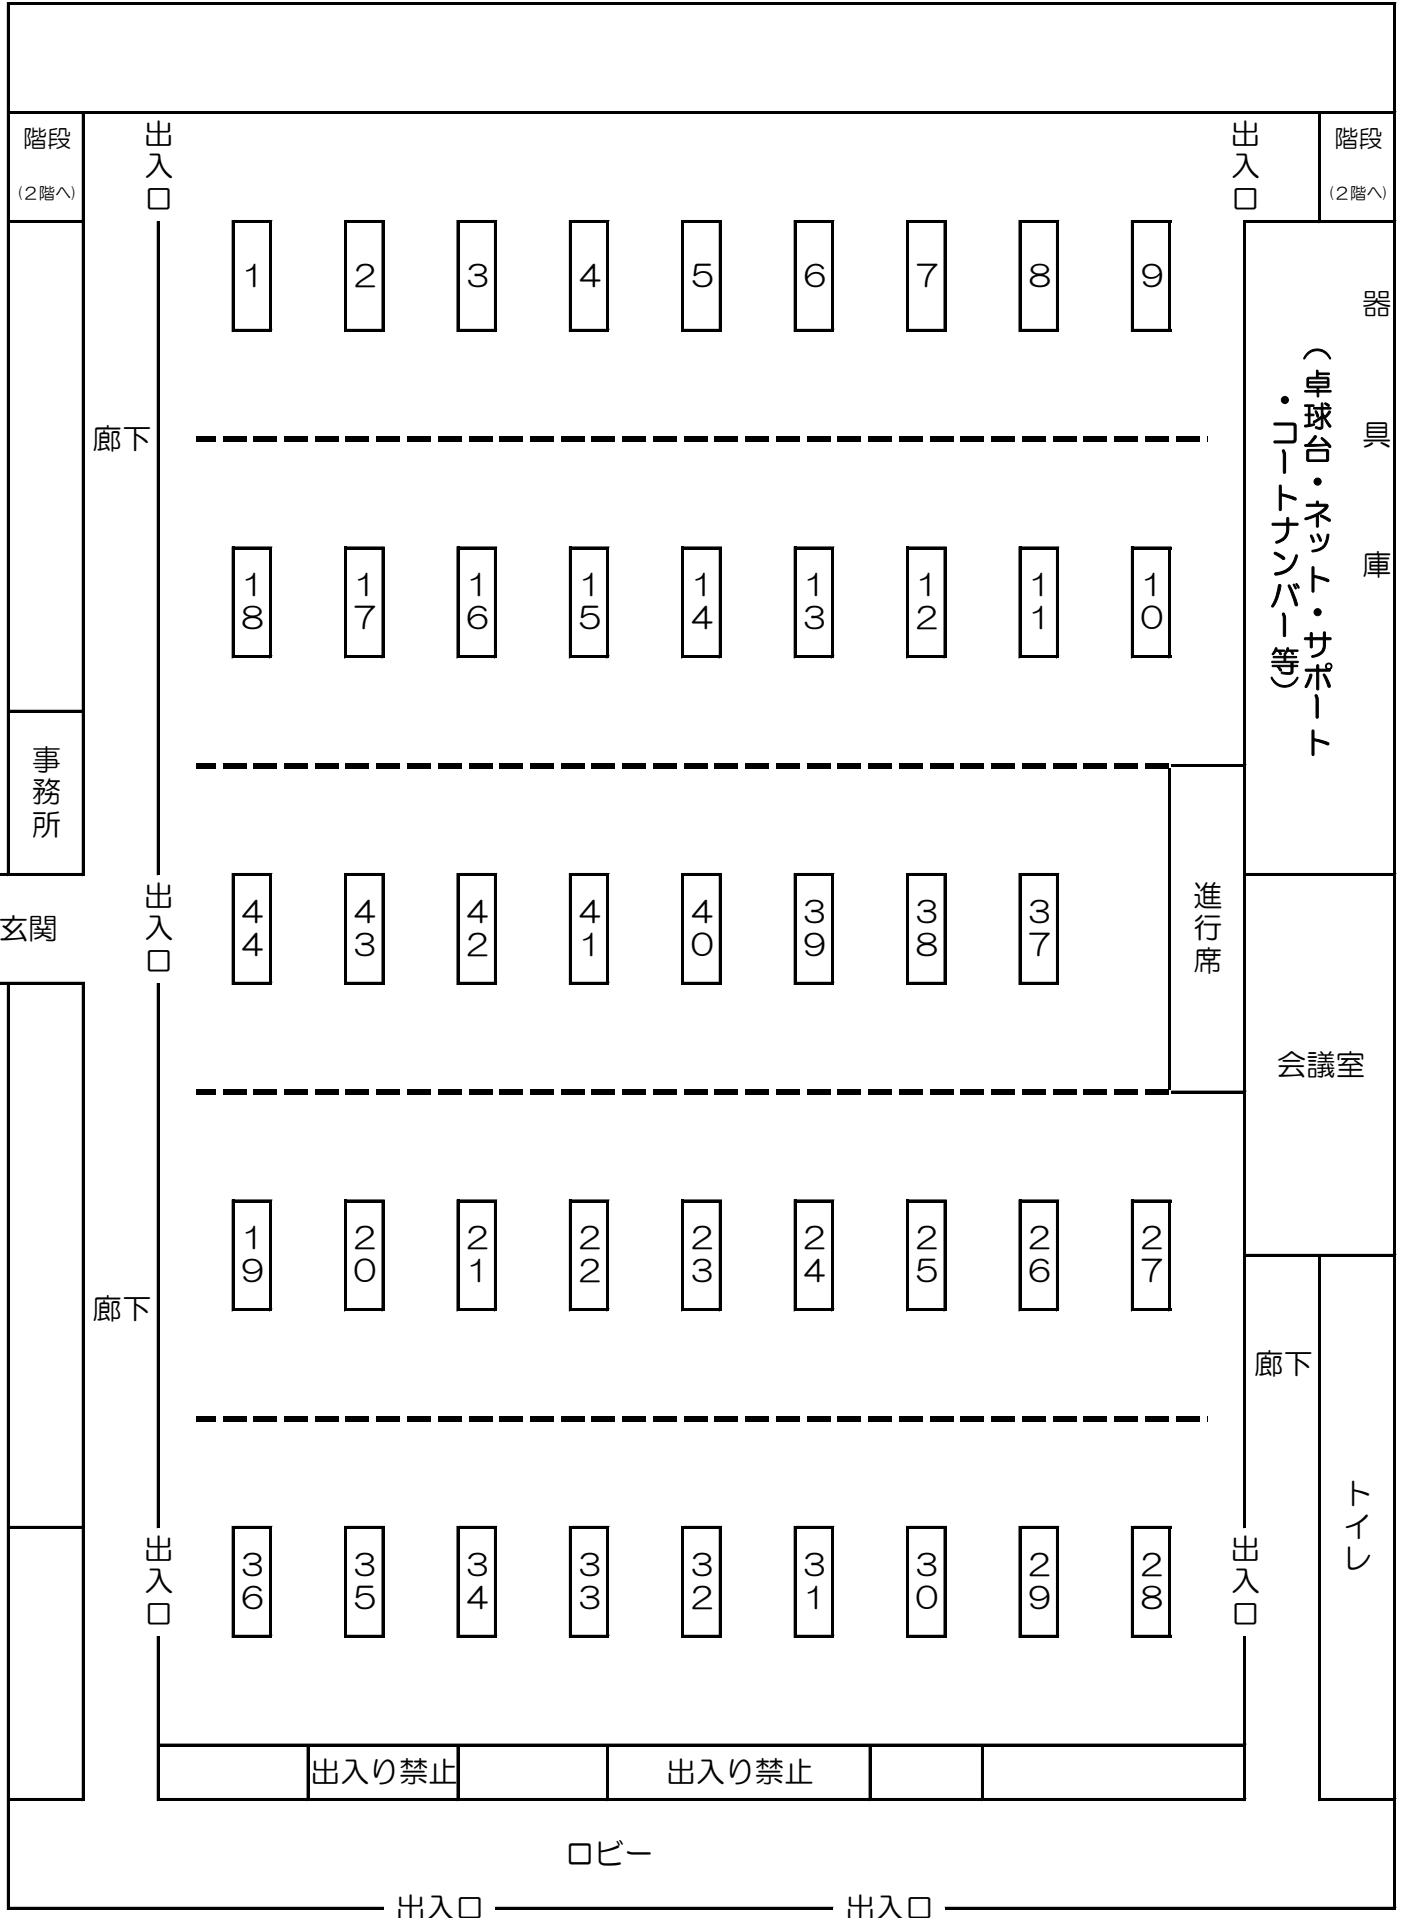 階段
(2階へ)
出入口
出入口
階段
(2階へ)
1
2
3
4
5
6
7
8
9
器具庫
(卓球台・ネット・サポート
・コートナンバー等)
廊下
18
17
16
15
14
13
12
11
10
事務所
玄関
出入口
44
43
42
41
40
39
38
37
進行席
会議室
19
20
21
22
23
24
25
26
27
廊下
廊下
トイレ
出入口
36
35
34
33
32
31
30
29
28
出入口
出入り禁止
出入り禁止
ロビー
出入口
出入口